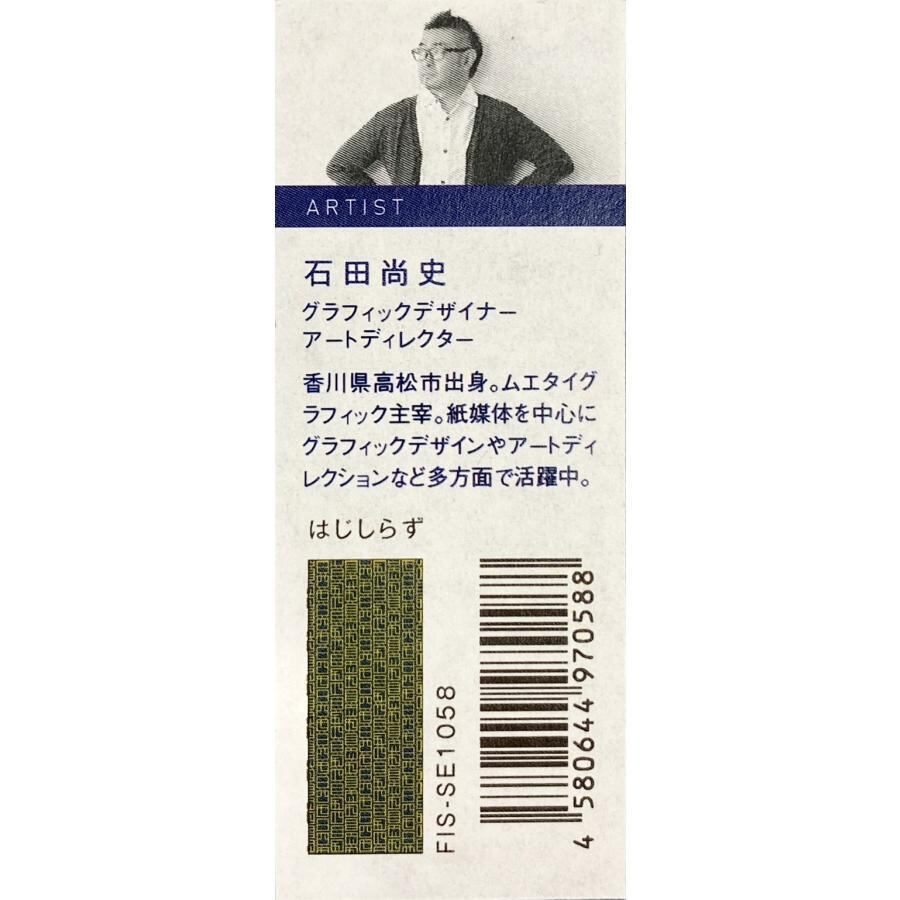 ARTIST
石田尚史
グラフィックデザイナー
アートディレクター
香川県高松市出身。ムエタイグ
ラフィック主宰。紙媒体を中心に
グラフィックデザインやアートディ
レクションなど多方面で活躍中。
はじしらず
FIS-SE1058
4 580644 970588